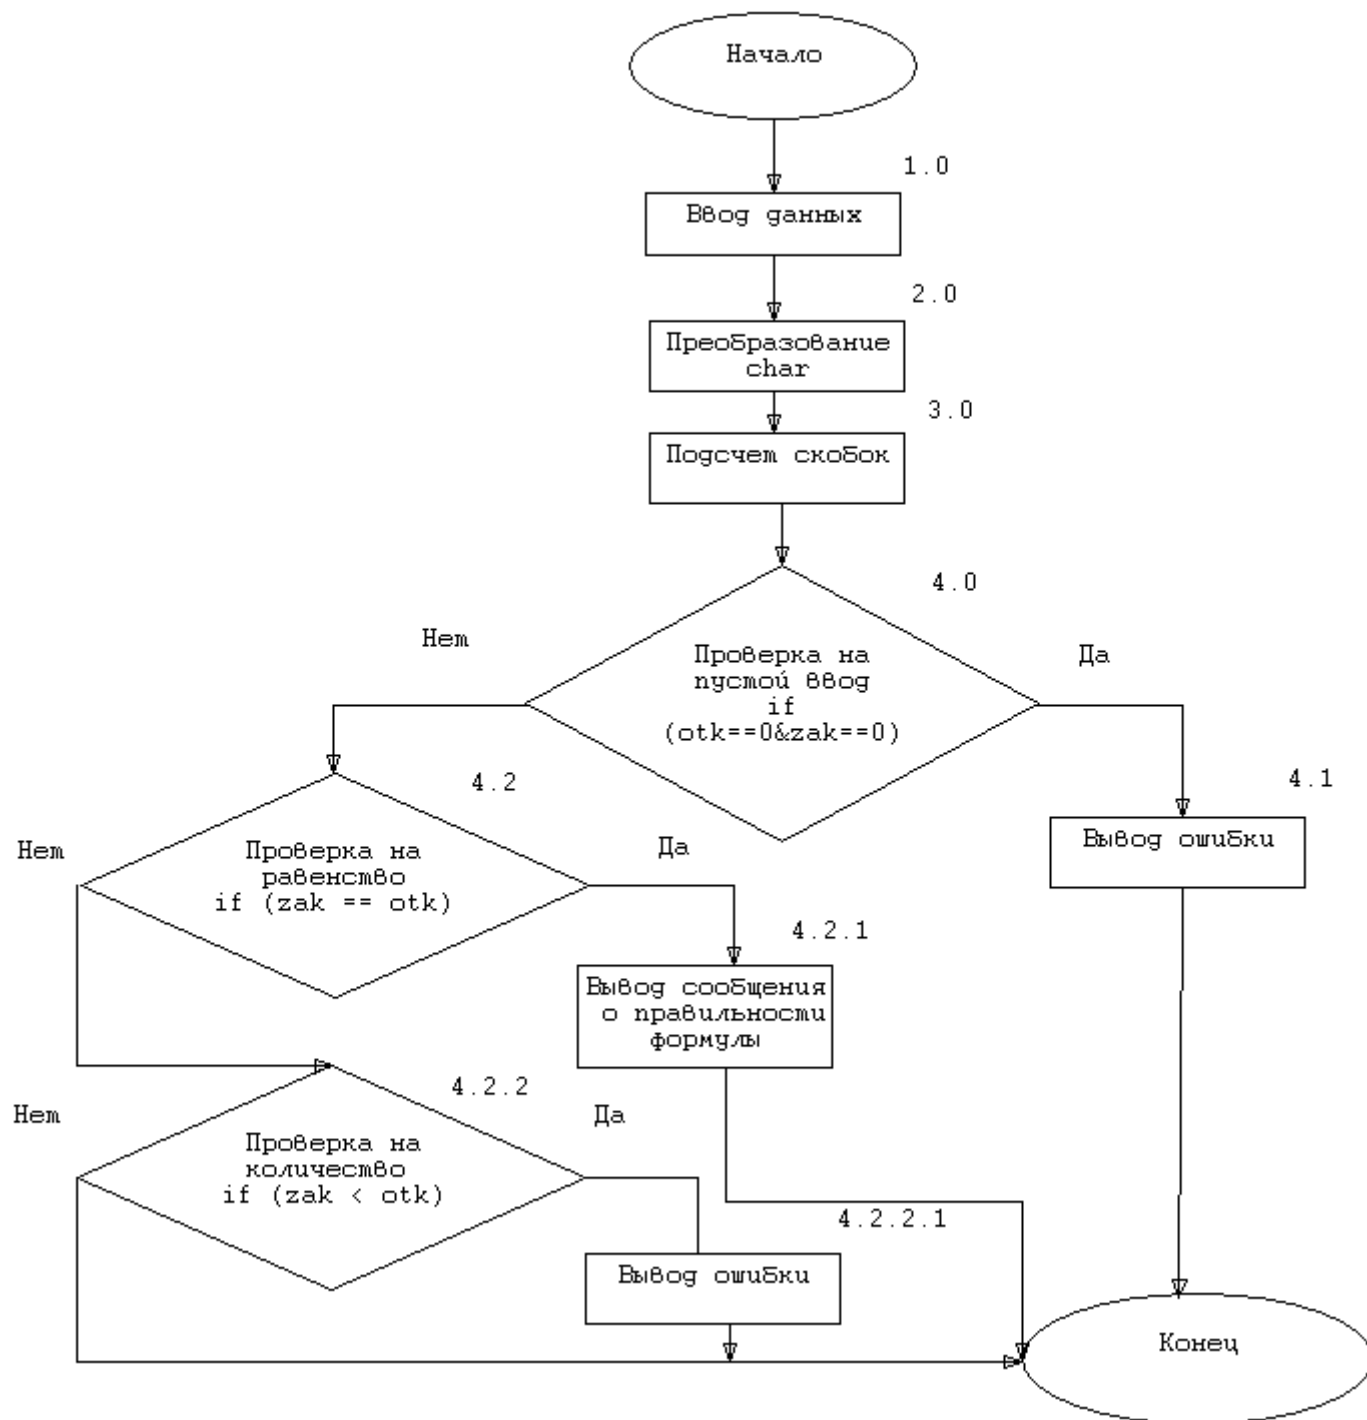 Начало
1.0
Ввод данных
2.0
Преобразование
char
3.0
Подсчет скобок
4.0
Нет
Да
Проверка на
пустой ввод
if
(otk==0&zak==0)
4.2
4.1
Нет
Да
Проверка на
равенство
if (zak == otk)
Вывод ошибки
4.2.1
Вывод сообщения
о правильности
формулы
4.2.2
Нет
Да
Проверка на
количество
if (zak < otk)
4.2.2.1
Вывод ошибки
Конец